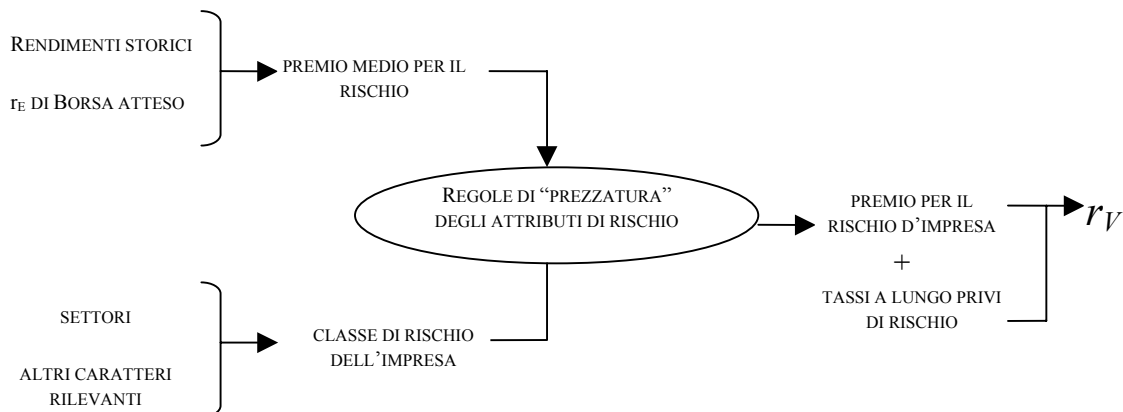 RENDIMENTI STORICI
rE DI BORSA ATTESO
PREMIO MEDIO PER IL
RISCHIO
REGOLE DI “PREZZATURA”
DEGLI ATTRIBUTI DI RISCHIO
PREMIO PER IL
RISCHIO D’IMPRESA
+
TASSI A LUNGO PRIVI
DI RISCHIO
rV
SETTORI
ALTRI CARATTERI
RILEVANTI
CLASSE DI RISCHIO
DELL’IMPRESA